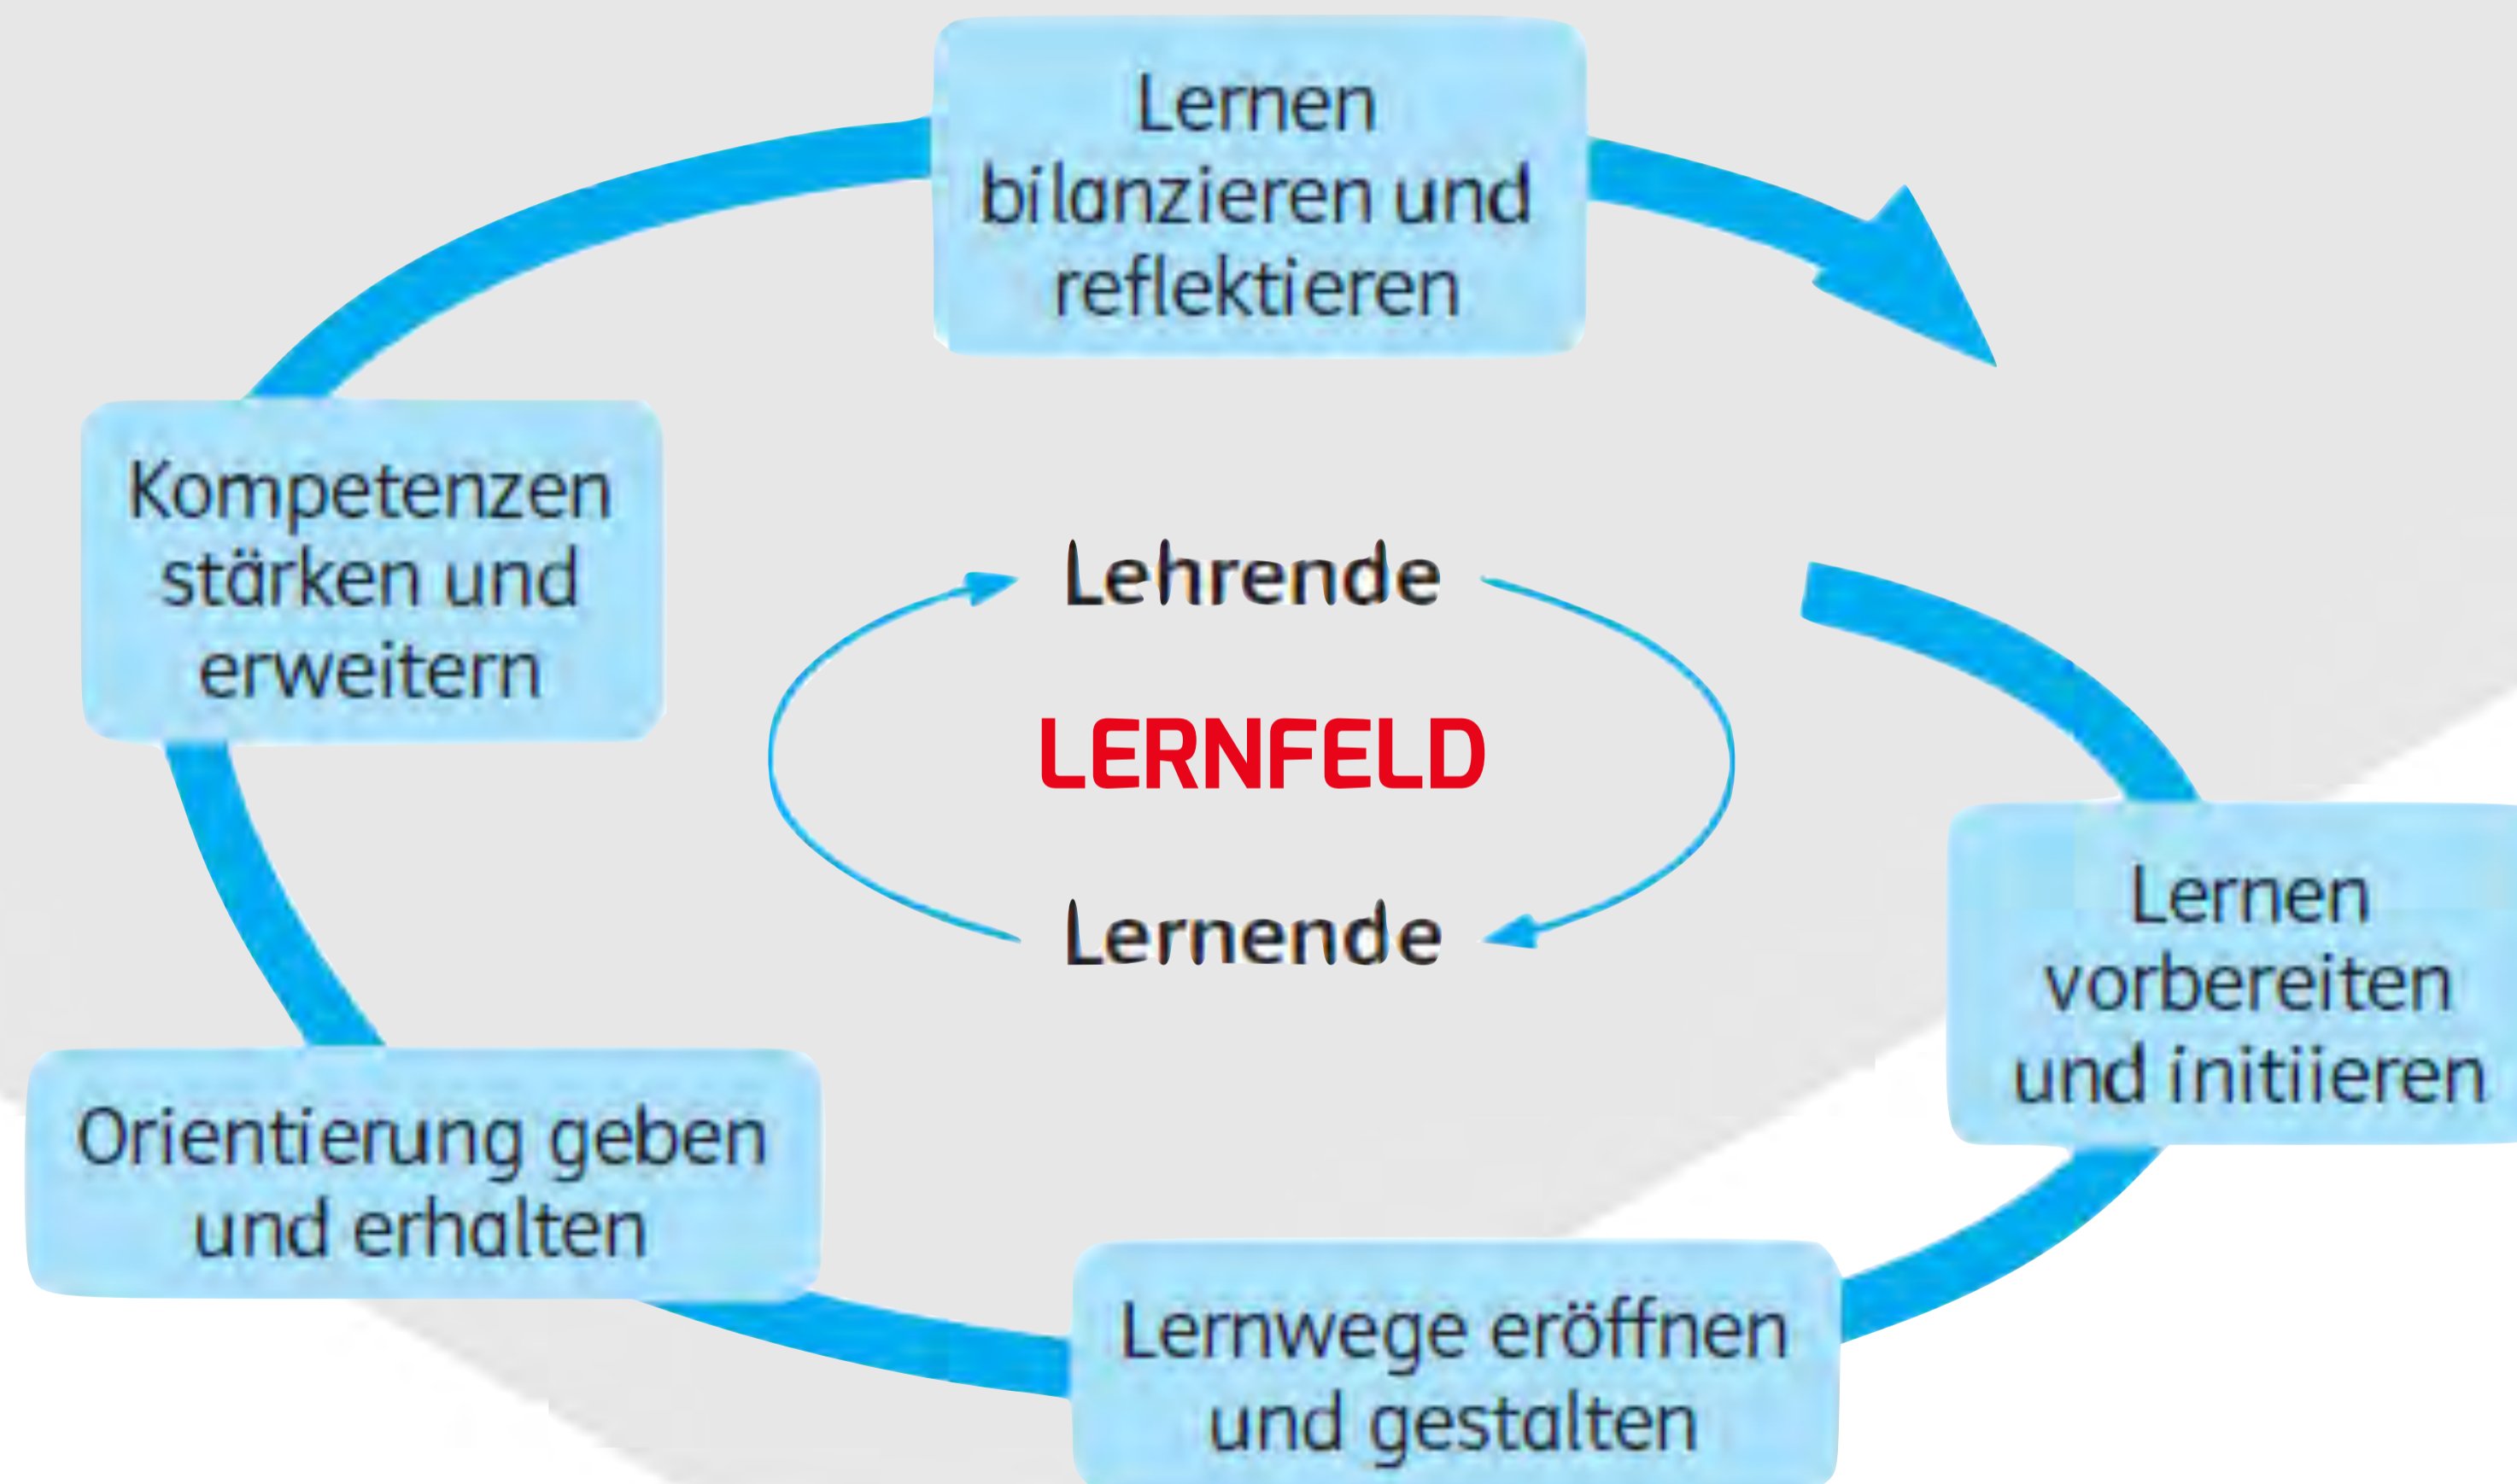 Lernen
bilanzieren und
reflektieren
Kompetenzen
stärken und
erweitern
Lehrende
LERNFELD
Lernende
Lernen
vorbereiten
und initiieren
Orientierung geben
und erhalten
Lernwege eröffnen
und gestalten